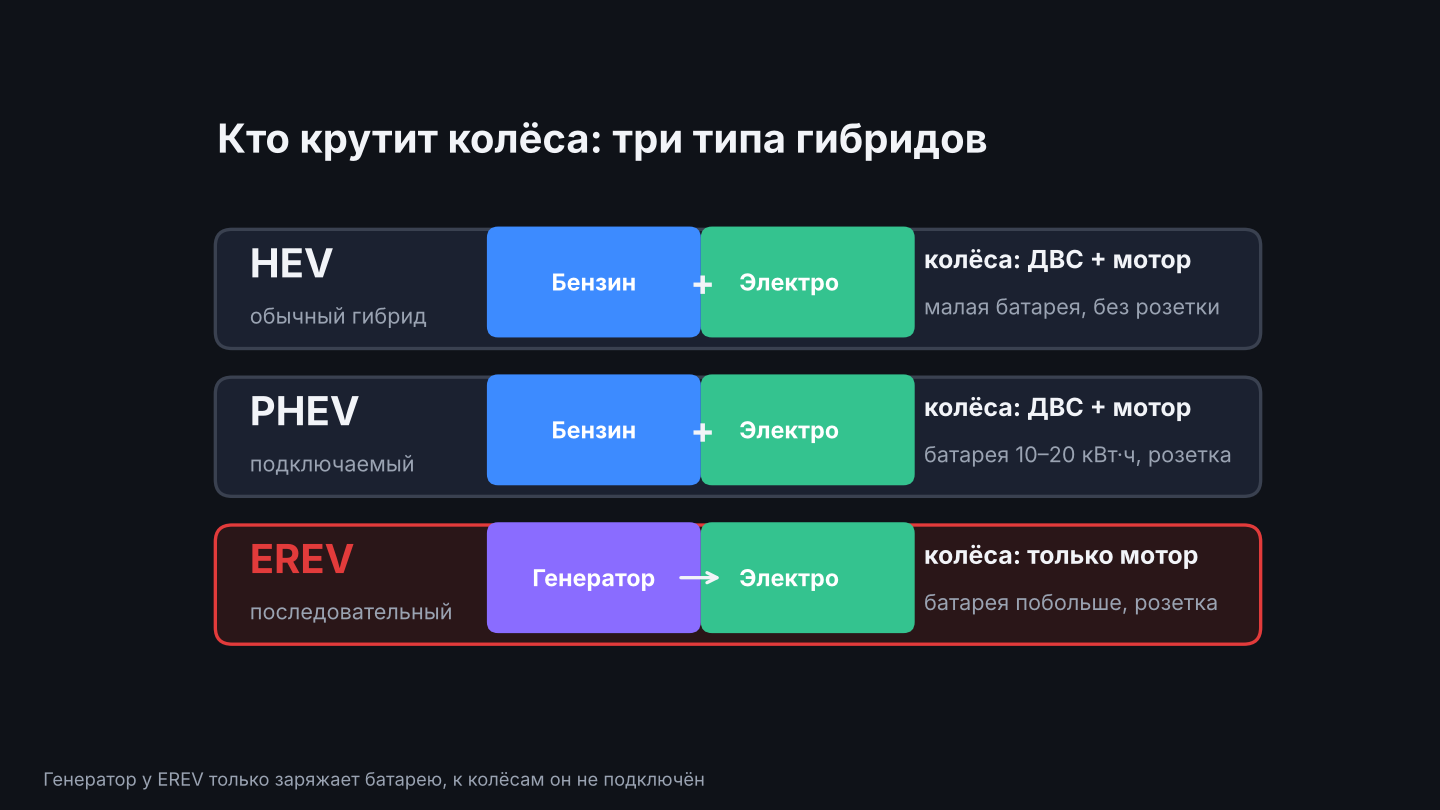 Кто крутит колёса: три типа гибридов
HEV
обычный гибрид
Бензин + Электро
колёса: ДВС + мотор
малая батарея, без розетки
PHEV
подключаемый
Бензин + Электро
колёса: ДВС + мотор
батарея 10–20 кВт·ч, розетка
EREV
последовательный
Генератор → Электро
колёса: только мотор
батарея побольше, розетка
Генератор у EREV только заряжает батарею, к колёсам он не подключён